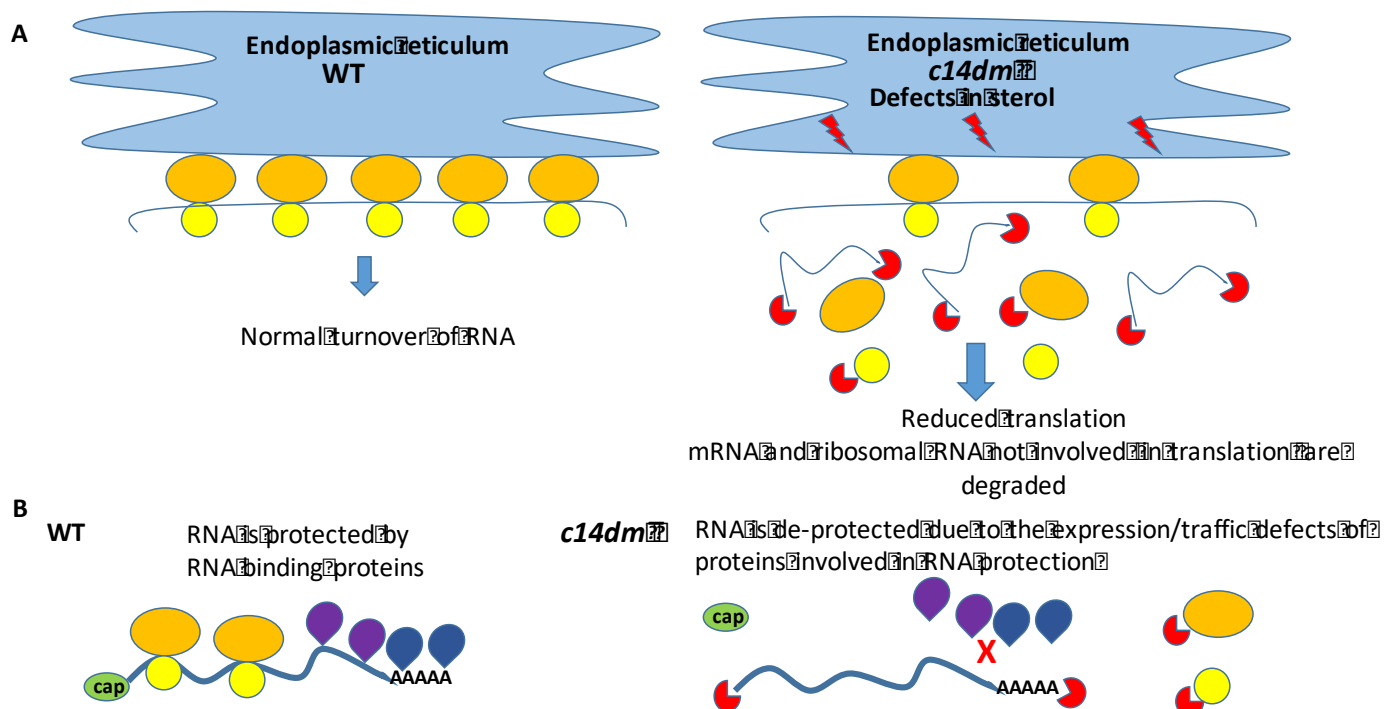 A
Endoplasmic reticulum
WT
Normal turnover of RNA
Endoplasmic reticulum
c14dm
Defects in sterol
Reduced translation
mRNA and ribosomal RNA not involved in translation are
degraded
B
WT
RNA is protected by
RNA binding proteins
cap
AAAAA
c14dm
RNA is de-protected due to the expression/traffic defects of
proteins involved in RNA protection
cap
X
AAAAA